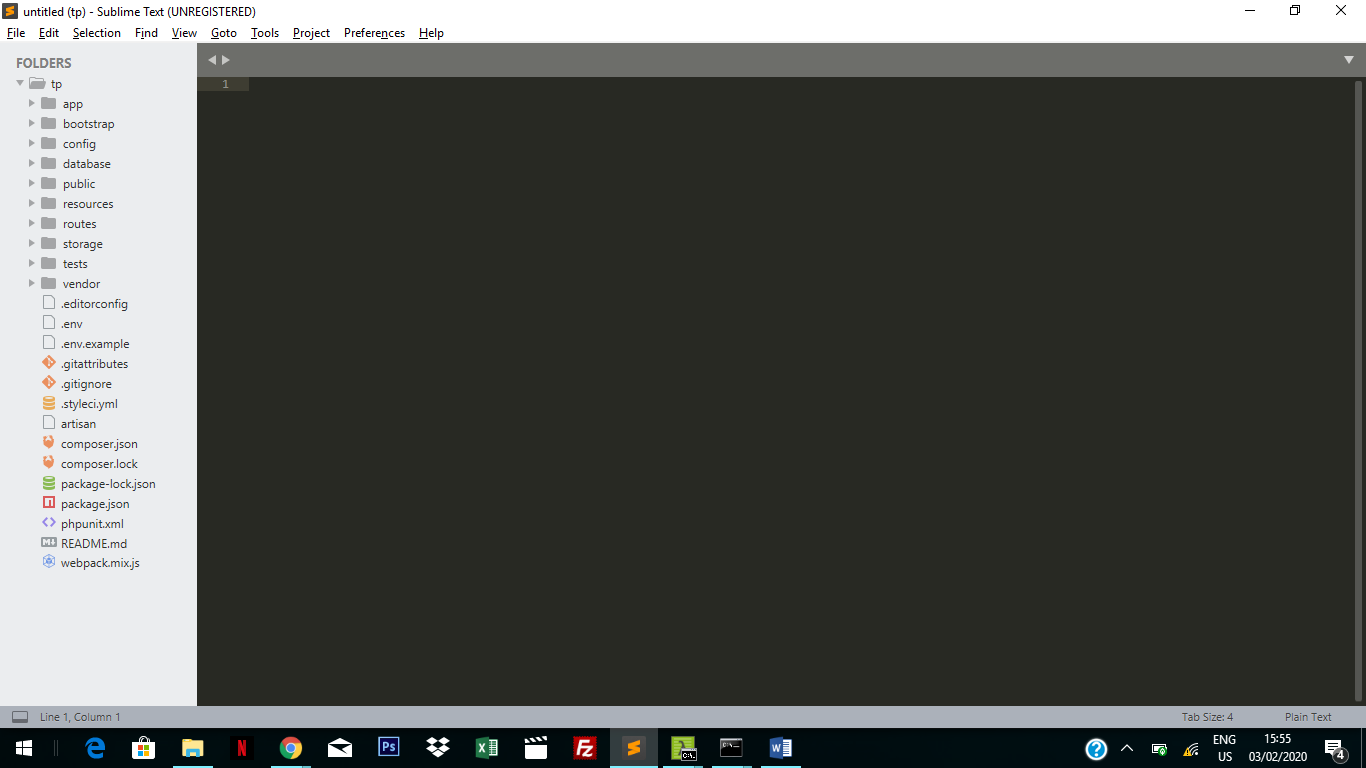 untitled (tp) - Sublime Text (UNREGISTERED)
File Edit Selection Find View Goto Tools Project Preferences Help
FOLDERS
tp
app
bootstrap
config
database
public
resources
routes
storage
tests
vendor
.editorconfig
.env
.env.example
.gitattributes
.gitignore
.styleci.yml
artisan
composer.json
composer.lock
package-lock.json
package.json
phpunit.xml
README.md
webpack.mix.js
1
Line 1, Column 1 Tab Size: 4 Plain Text
ENG 15:55
US 03/02/2020 4